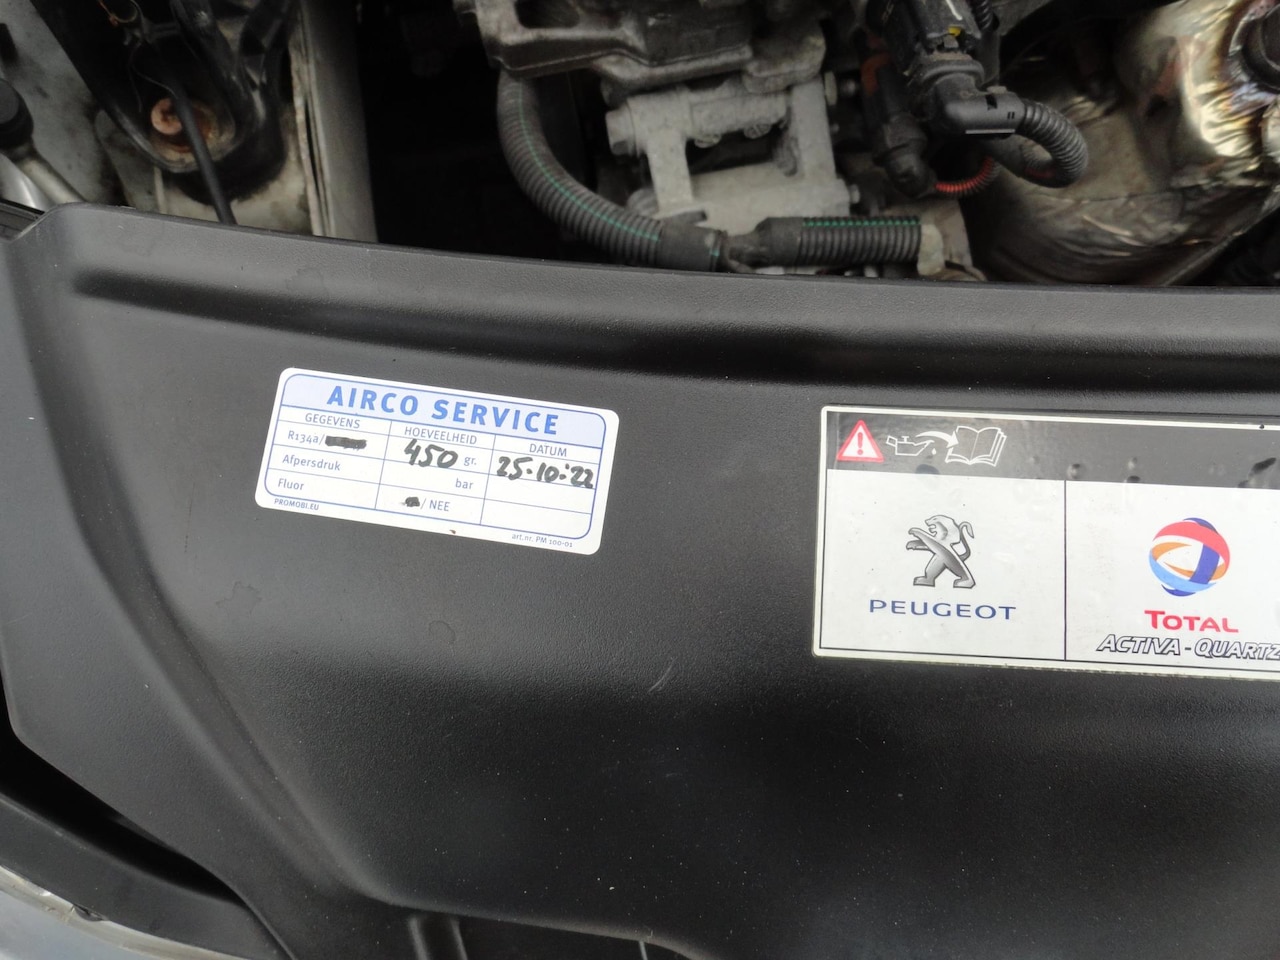 AIRCO SERVICE
GEGEVENS HOEVEELHEID DATUM
R134a/ 450 gr. 25-10-'22
Afpersdruk bar
Fluor / NEE
PROMOBI.EU art.nr. PM 100-01
PEUGEOT
TOTAL
ACTIVA-QUARTZ